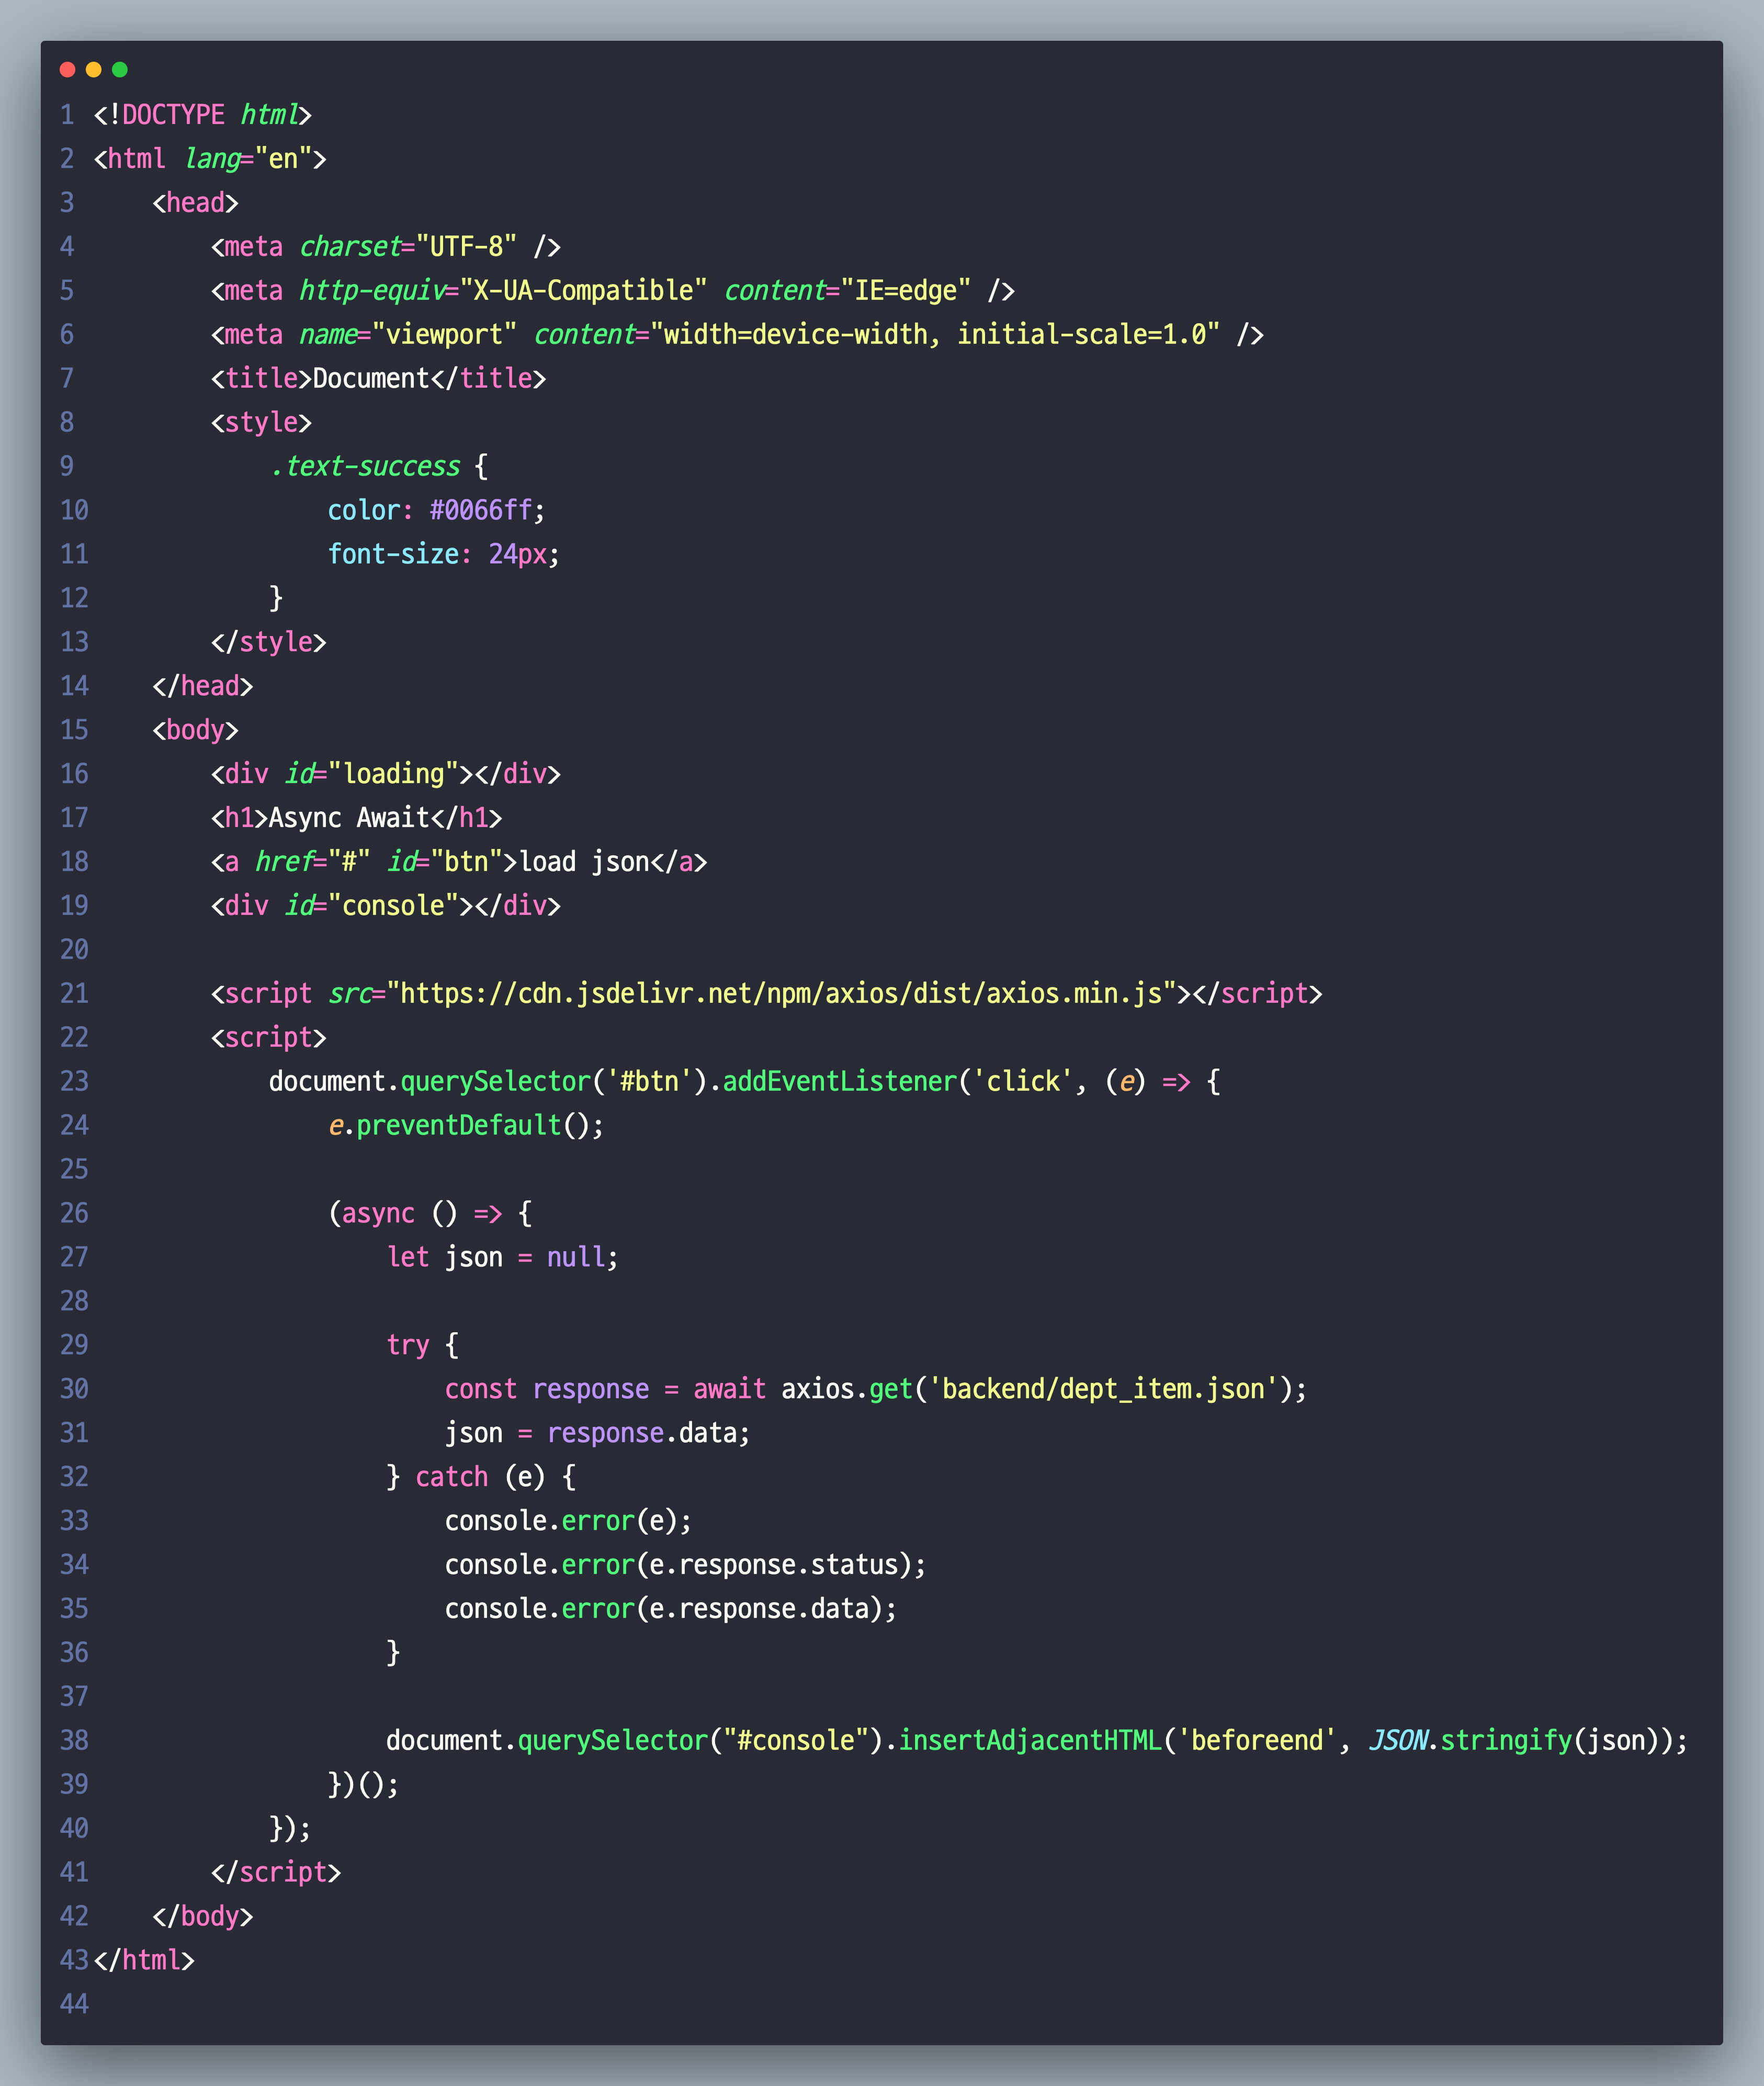 1 <!DOCTYPE html>
2 <html lang="en">
3     <head>
4         <meta charset="UTF-8" />
5         <meta http-equiv="X-UA-Compatible" content="IE=edge" />
6         <meta name="viewport" content="width=device-width, initial-scale=1.0" />
7         <title>Document</title>
8         <style>
9             .text-success {
10                 color: #0066ff;
11                 font-size: 24px;
12             }
13         </style>
14     </head>
15     <body>
16         <div id="loading"></div>
17         <h1>Async Await</h1>
18         <a href="#" id="btn">load json</a>
19         <div id="console"></div>
20
21         <script src="https://cdn.jsdelivr.net/npm/axios/dist/axios.min.js"></script>
22         <script>
23             document.querySelector('#btn').addEventListener('click', (e) => {
24                 e.preventDefault();
25
26                 (async () => {
27                     let json = null;
28
29                     try {
30                         const response = await axios.get('backend/dept_item.json');
31                         json = response.data;
32                     } catch (e) {
33                         console.error(e);
34                         console.error(e.response.status);
35                         console.error(e.response.data);
36                     }
37
38                     document.querySelector("#console").insertAdjacentHTML('beforeend', JSON.stringify(json));
39                 })();
40             });
41         </script>
42     </body>
43 </html>
44